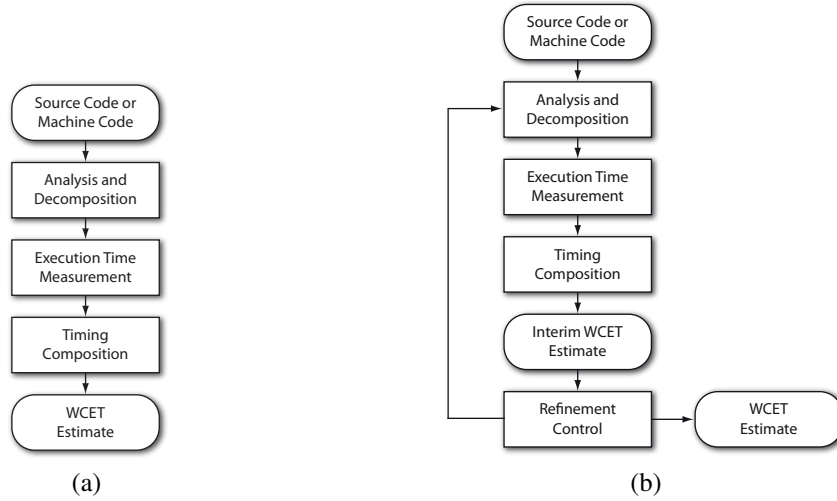 Source Code or
Machine Code
Analysis and
Decomposition
Execution Time
Measurement
Timing
Composition
WCET
Estimate
(a)
Source Code or
Machine Code
Analysis and
Decomposition
Execution Time
Measurement
Timing
Composition
Interim WCET
Estimate
Refinement
Control
WCET
Estimate
(b)